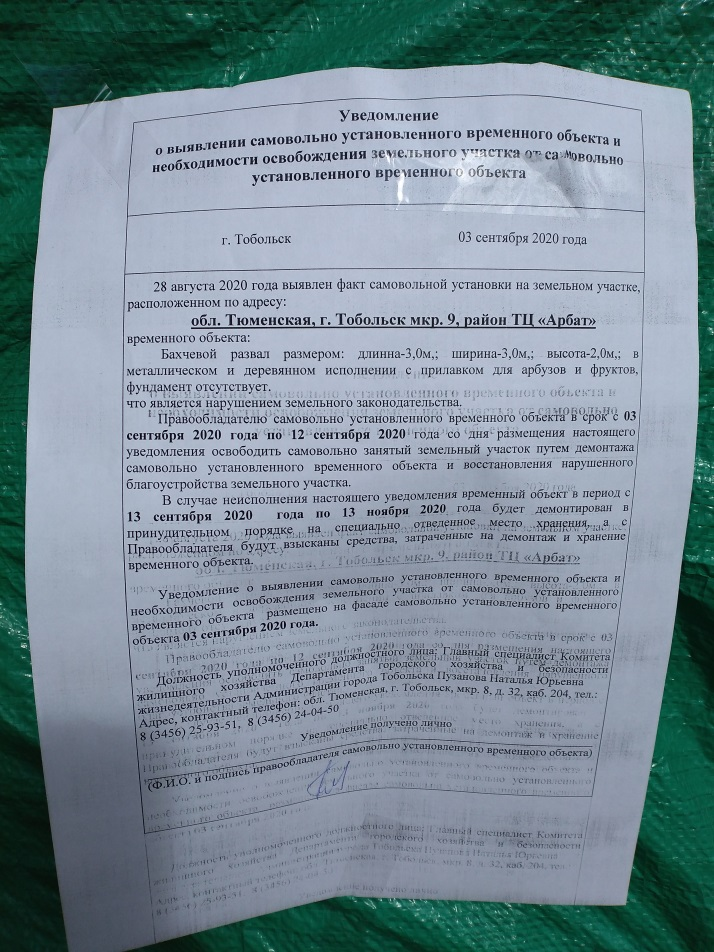 Уведомление
о выявлении самовольно установленного временного объекта и
необходимости освобождения земельного участка от самовольно
установленного временного объекта
г. Тобольск 03 сентября 2020 года
28 августа 2020 года выявлен факт самовольной установки на земельном участке,
расположенном по адресу:
обл. Тюменская, г. Тобольск мкр. 9, район ТЦ «Арбат»
временного объекта:
Бахчевой развал размером: длинна-3,0м,; ширина-3,0м,; высота-2,0м,; в
металлическом и деревянном исполнении с прилавком для арбузов и фруктов,
фундамент отсутствует.
что является нарушением земельного законодательства.
Правообладателю самовольно установленного временного объекта в срок с 03
сентября 2020 года по 12 сентября 2020 года со дня размещения настоящего
уведомления освободить самовольно занятый земельный участок путем демонтажа
самовольно установленного временного объекта и восстановления нарушенного
благоустройства земельного участка.
В случае неисполнения настоящего уведомления временный объект в период с
13 сентября 2020 года по 13 ноября 2020 года будет демонтирован в
принудительном порядке на специально отведенное место хранения, а с
Правообладателя будут взысканы средства, затраченные на демонтаж и хранение
временного объекта.
Уведомление о выявлении самовольно установленного временного объекта и
необходимости освобождения земельного участка от самовольно установленного
временного объекта размещено на фасаде самовольно установленного временного
объекта 03 сентября 2020 года.
Должность уполномоченного должностного лица: Главный специалист Комитета
жилищного хозяйства Департамента городского хозяйства и безопасности
жизнедеятельности Администрации города Тобольска Пузанова Наталья Юрьевна
Адрес, контактный телефон: обл. Тюменская, г. Тобольск, мкр. 8, д. 32, каб. 204, тел.:
8 (3456) 25-93-51, 8 (3456) 24-04-50
Уведомление получено лично
(Ф.И.О. и подпись правообладателя самовольно установленного временного объекта)